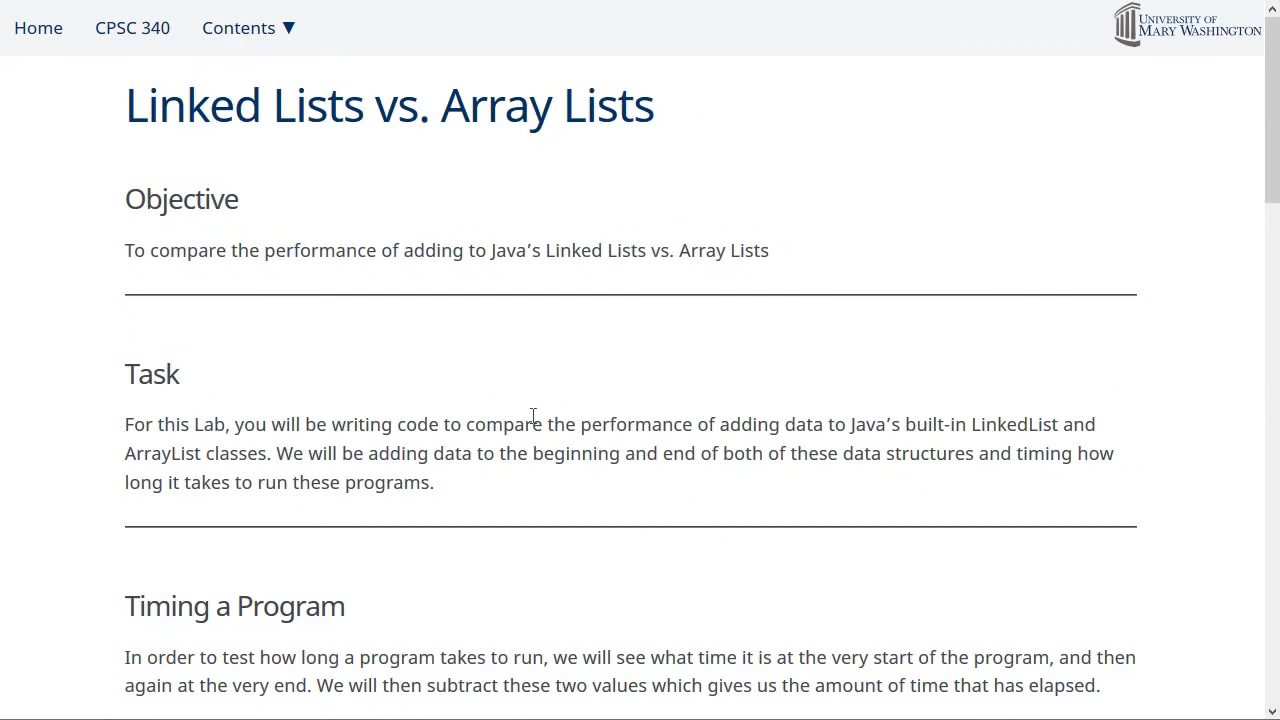 Home CPSC 340 Contents ▼ UNIVERSITY OF
MARY WASHINGTON
Linked Lists vs. Array Lists
Objective
To compare the performance of adding to Java’s Linked Lists vs. Array Lists
Task
For this Lab, you will be writing code to compare the performance of adding data to Java’s built-in LinkedList and
ArrayList classes. We will be adding data to the beginning and end of both of these data structures and timing how
long it takes to run these programs.
Timing a Program
In order to test how long a program takes to run, we will see what time it is at the very start of the program, and then
again at the very end. We will then subtract these two values which gives us the amount of time that has elapsed.